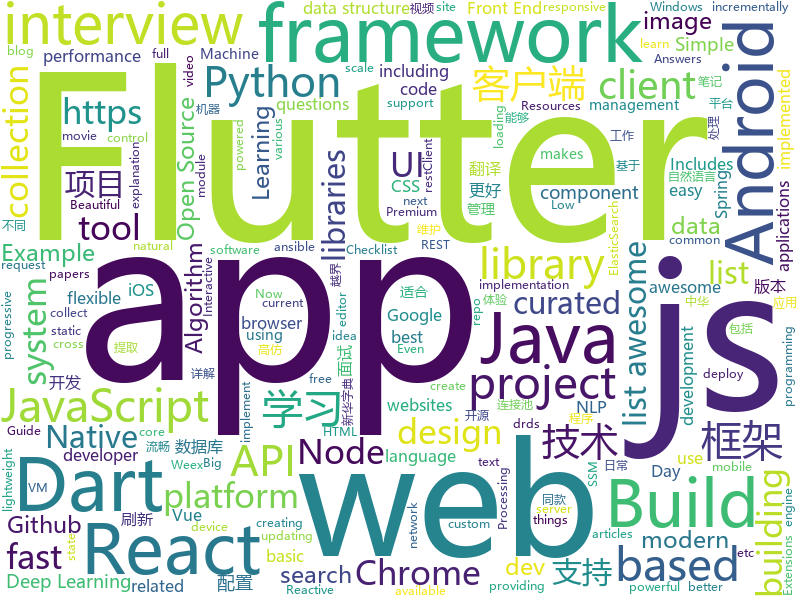 Flutter
app
js
web
framework
interview
Java
React
Dart
Build
Android
Python
JavaScript
library
project
based
API
Node
platform
system
collection
client
客户端
image
https
UI
tool
项目
学习
技术
框架
design
Chrome
building
fast
Native
Github
Example
Algorithm
Learning
Open Source
libraries
curated
list
list awesome
data
search
modern
支持
dev
Vue
Deep Learning
developer
数据库
配置
刷新
面试
开发
related
basic
Google
browser
using
best
websites
language
NLP
use
Day
easy
component
management
questions
code
including
performance
Machine
data structure
视频
Front End
site
responsive
Windows
incrementally
blog
full
video
Simple
learn
Answers
Resources
support
scale
various
powered
module
机器
control
movie
Beautiful
explanation
Interactive
natural
software
REST
ansible
Checklist
request
papers
common
static
collect
cross
提取
Even
current
Now
editor
idea
free
repo
implementation
适合
体验
高仿
iOS
flexible
不同
progressive
lightweight
VM
core
详解
流畅
Weex
Big
Guide
mobile
deploy
engine
Extensions
etc
text
custom
creating
Reactive
device
updating
state
HTML
implement
create
新华字典
越界
CSS
restClient
翻译
更好
管理
makes
Low
Includes
Spring
awesome
版本
中华
应用
包括
programming
development
ElasticSearch
自然语言
基于
能够
工作
维护
平台
笔记
处理
implemented
applications
loading
next
Premium
articles
server
things
powerful
better
available
providing
network
Processing
开源
程序
连接池
drds
日常
同款
SSM